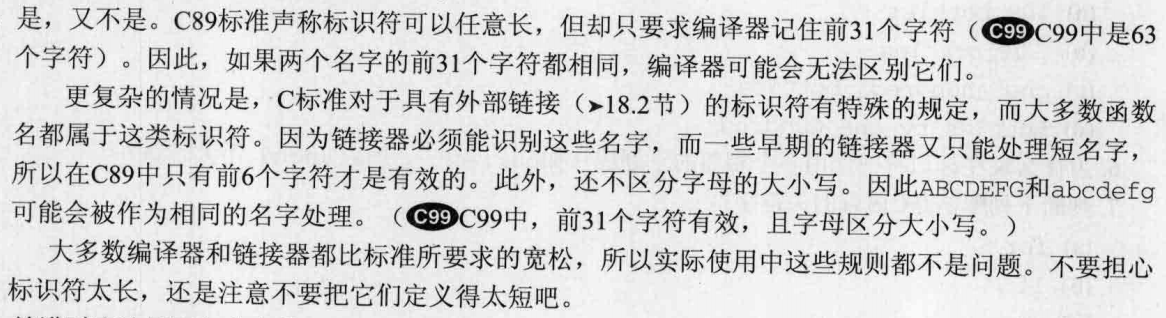 是，又不是。C89标准声称标识符可以任意长，但却只要求编译器记住前31个字符（C99C99中是63
个字符）。因此，如果两个名字的前31个字符都相同，编译器可能会无法区别它们。
更复杂的情况是，C标准对于具有外部链接（➤18.2节）的标识符有特殊的规定，而大多数函数
名都属于这类标识符。因为链接器必须能识别这些名字，而一些早期的链接器又只能处理短名字，
所以在C89中只有前6个字符才是有效的。此外，还不区分字母的大小写。因此ABCDEFG和abcdefg
可能会被作为相同的名字处理。（C99C99中，前31个字符有效，且字母区分大小写。）
大多数编译器和链接器都比标准所要求的宽松，所以实际使用中这些规则都不是问题。不要担心
标识符太长，还是注意不要把它们定义得太短吧。